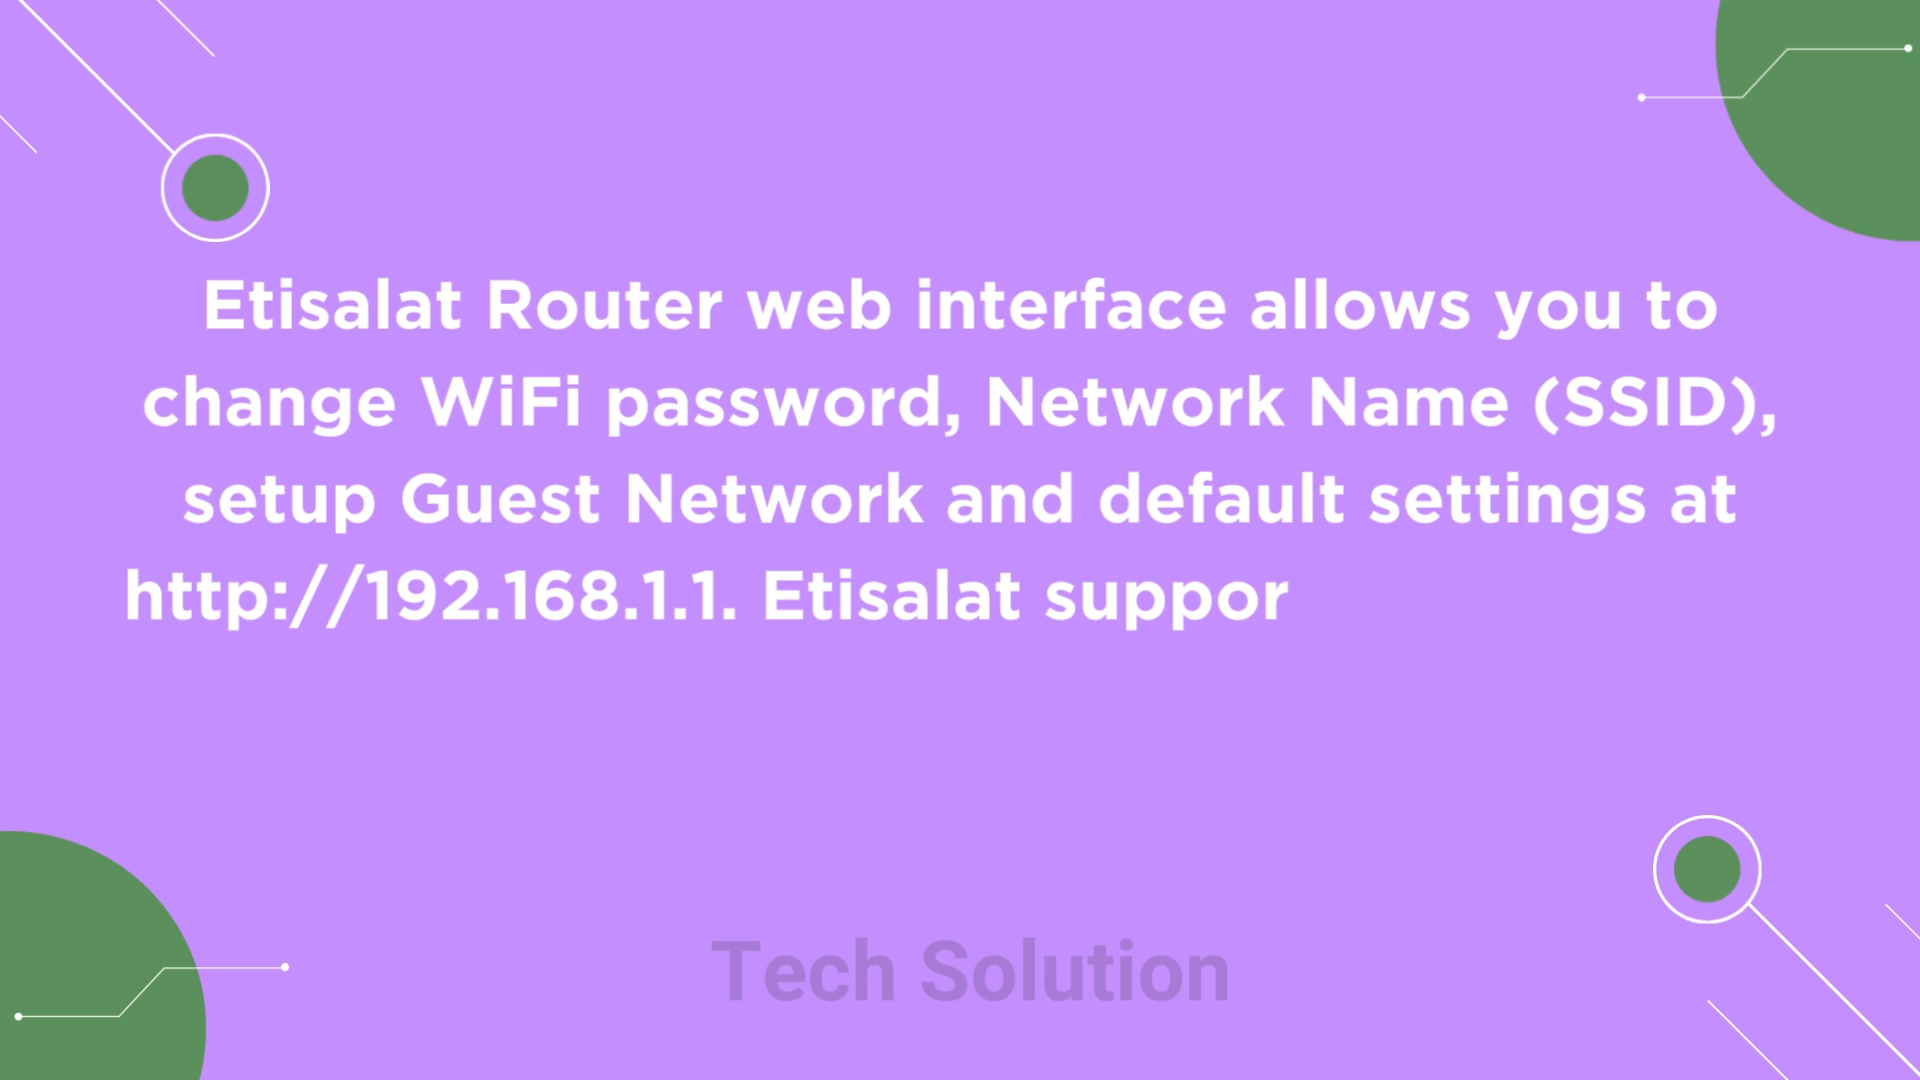 Etisalat Router web interface allows you to
change WiFi password, Network Name (SSID),
setup Guest Network and default settings at
http://192.168.1.1. Etisalat suppor
Tech Solution